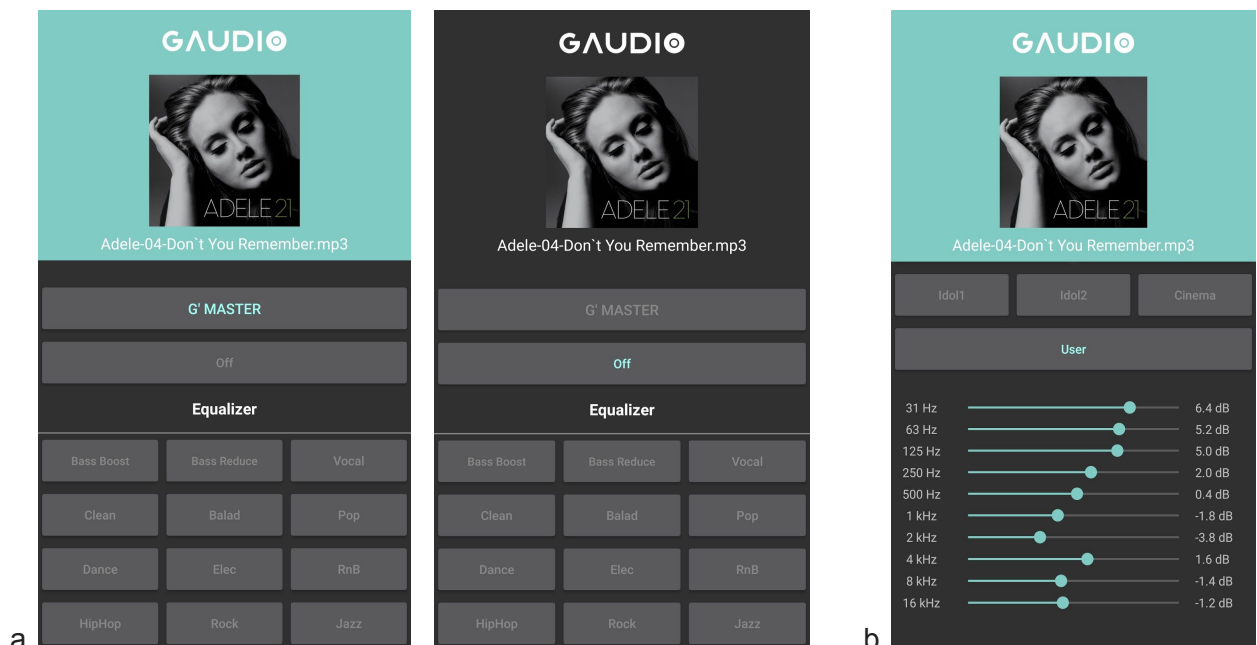 GAUDIO
ADELE 21
Adele-04-Don`t You Remember.mp3
G' MASTER
Off
Equalizer
Bass Boost Bass Reduce Vocal
Clean Balad Pop
Dance Elec RnB
HipHop Rock Jazz
a
GAUDIO
ADELE 21
Adele-04-Don`t You Remember.mp3
G' MASTER
Off
Equalizer
Bass Boost Bass Reduce Vocal
Clean Balad Pop
Dance Elec RnB
HipHop Rock Jazz
b
GAUDIO
ADELE 21
Adele-04-Don`t You Remember.mp3
Idol1 Idol2 Cinema
User
31 Hz 6.4 dB
63 Hz 5.2 dB
125 Hz 5.0 dB
250 Hz 2.0 dB
500 Hz 0.4 dB
1 kHz -1.8 dB
2 kHz -3.8 dB
4 kHz 1.6 dB
8 kHz -1.4 dB
16 kHz -1.2 dB